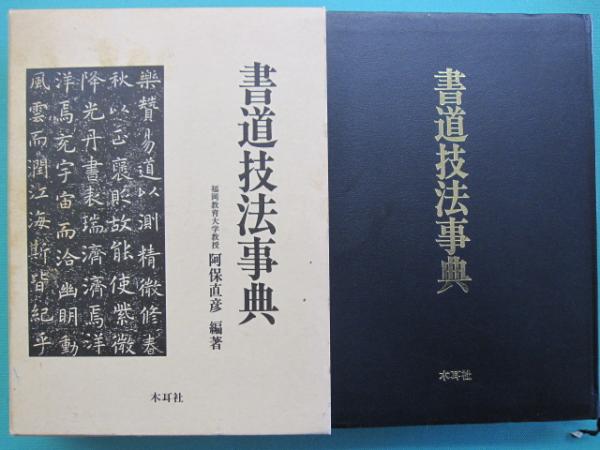 書道技法事典
福岡教育大学教授 阿保直彦 編著
樂贊易道以測精微修春
秋以正襃貶故能使紫微
降光丹書表瑞濟濟焉洋
洋焉充宇宙而洽幽明動
風雲而潤江海斯皆紀乎
木耳社
書道技法事典
木耳社